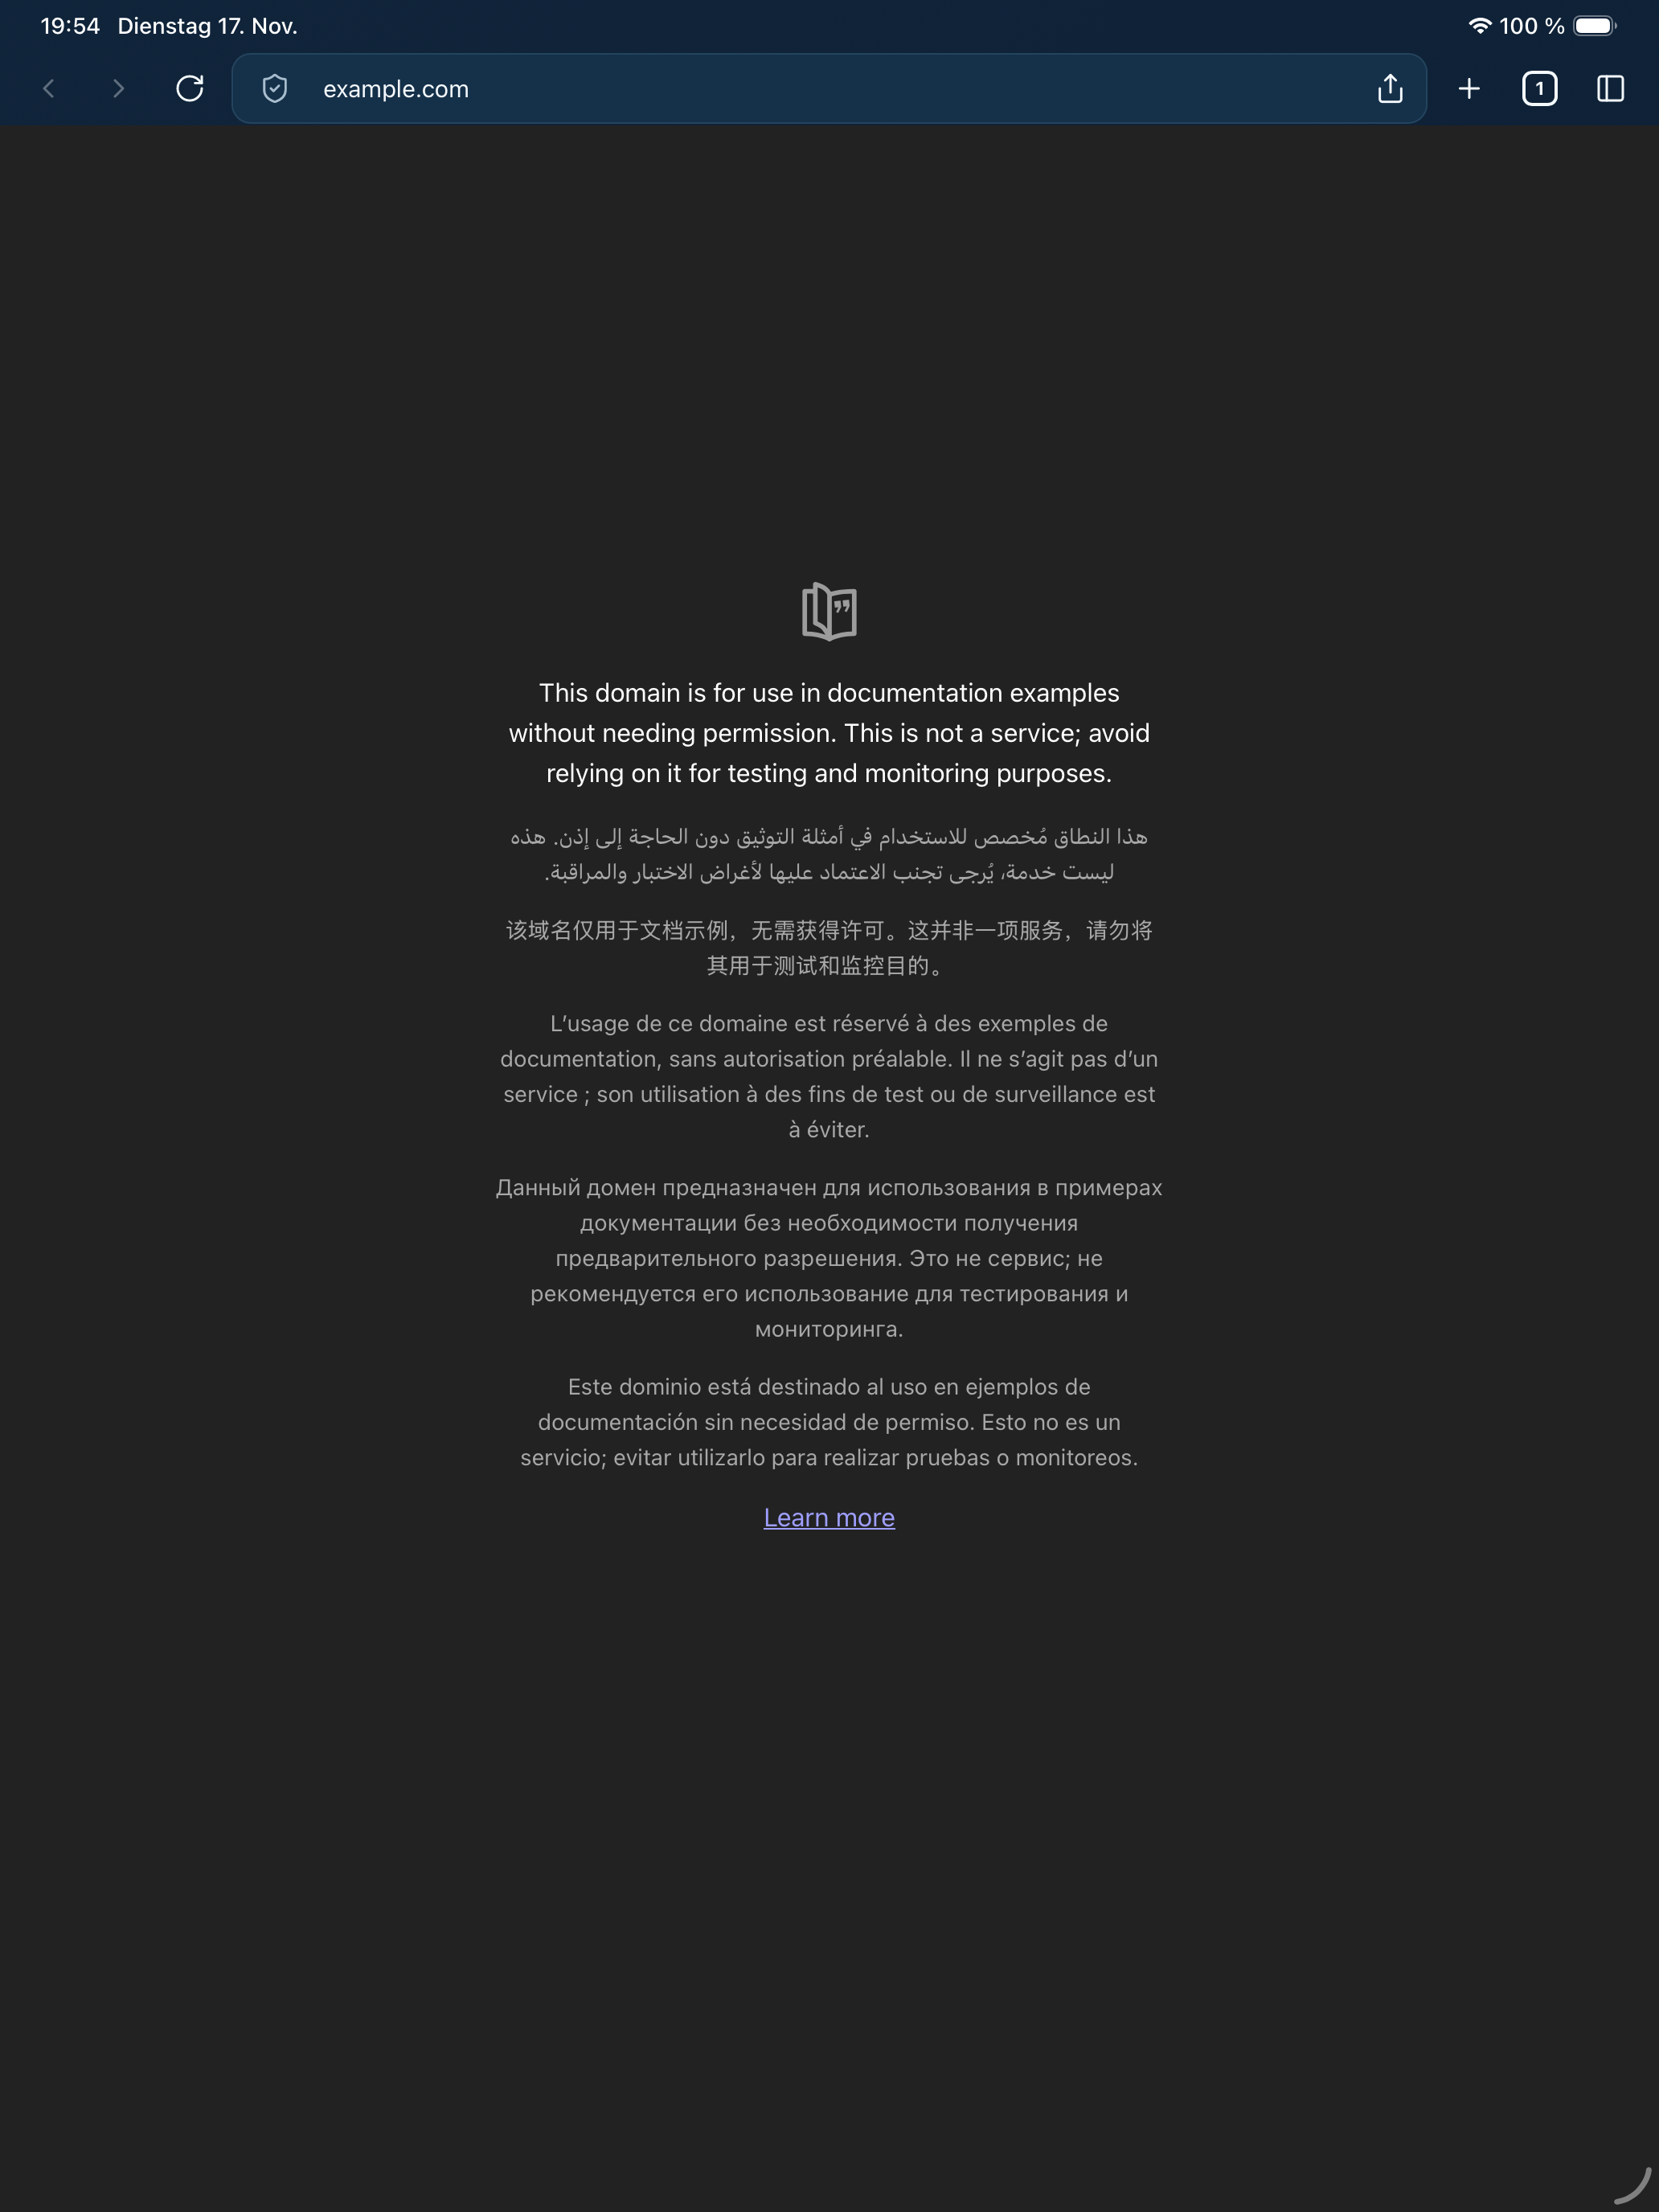 19:54 Dienstag 17. Nov.
100 %
example.com
1
This domain is for use in documentation examples
without needing permission. This is not a service; avoid
relying on it for testing and monitoring purposes.
هذا النطاق مُخصص للاستخدام في أمثلة التوثيق دون الحاجة إلى إذن. هذه
ليست خدمة، يُرجى تجنب الاعتماد عليها لأغراض الاختبار والمراقبة.
该域名仅用于文档示例，无需获得许可。这并非一项服务，请勿将
其用于测试和监控目的。
L’usage de ce domaine est réservé à des exemples de
documentation, sans autorisation préalable. Il ne s’agit pas d’un
service ; son utilisation à des fins de test ou de surveillance est
à éviter.
Данный домен предназначен для использования в примерах
документации без необходимости получения
предварительного разрешения. Это не сервис; не
рекомендуется его использование для тестирования и
мониторинга.
Este dominio está destinado al uso en ejemplos de
documentación sin necesidad de permiso. Esto no es un
servicio; evitar utilizarlo para realizar pruebas o monitoreos.
Learn more